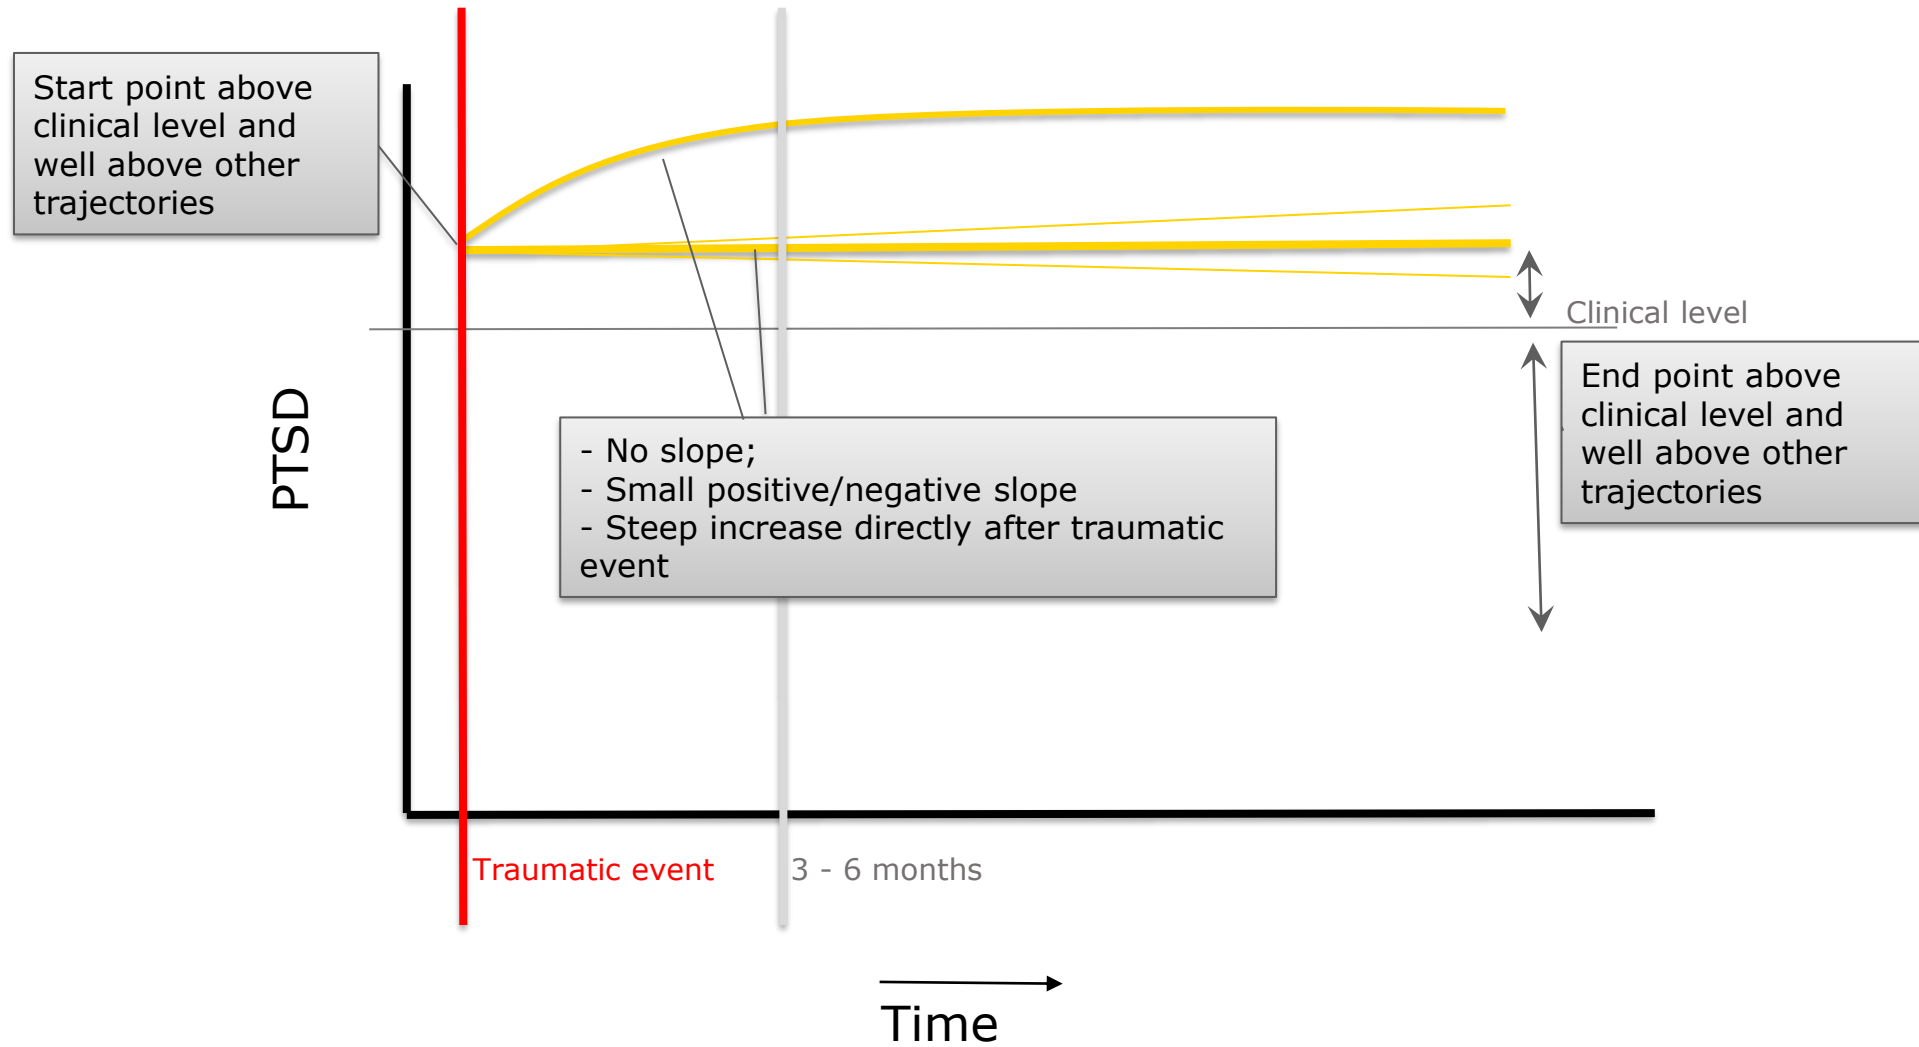 Start point above
clinical level and
well above other
trajectories
Clinical level
End point above
clinical level and
well above other
trajectories
PTSD
- No slope;
- Small positive/negative slope
- Steep increase directly after traumatic
event
Traumatic event
3 - 6 months
Time